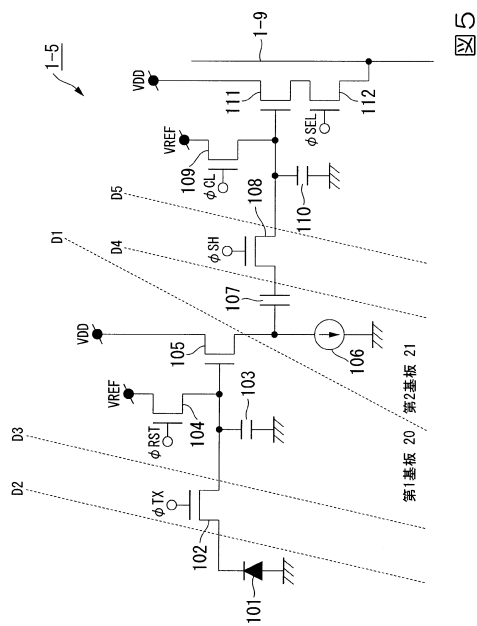 図5
1-5
1-9
D1
D2
D3
D4
D5
VDD
VDD
VREF
VREF
φTX
φRST
φSH
φCL
φSEL
101
102
103
104
105
106
107
108
109
110
111
112
第1基板 20
第2基板 21